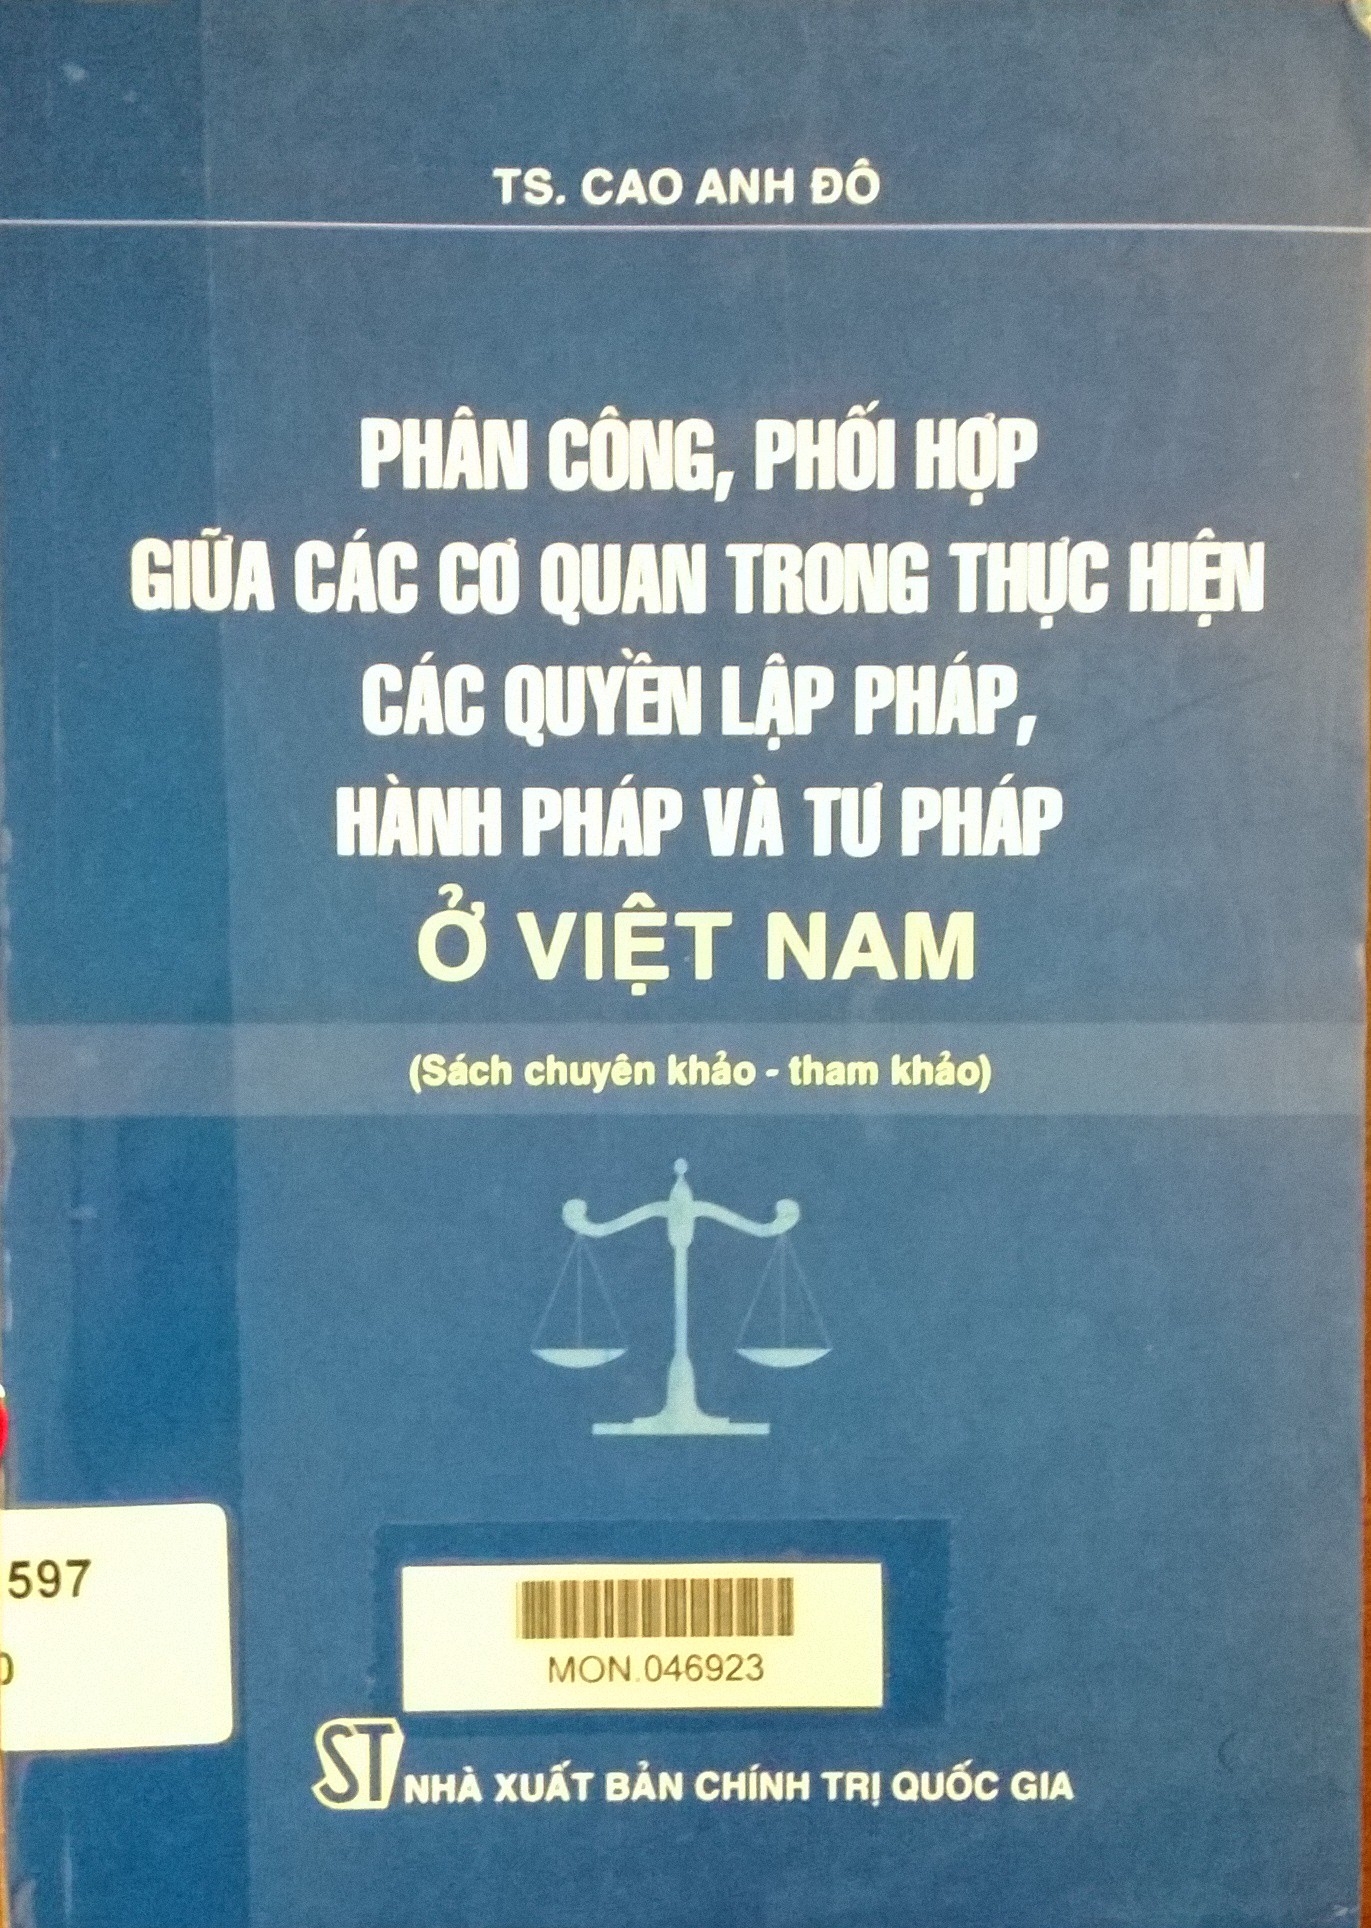 TS. CAO ANH ĐÔ
PHÂN CÔNG, PHỐI HỢP
GIỮA CÁC CƠ QUAN TRONG THỰC HIỆN
CÁC QUYỀN LẬP PHÁP,
HÀNH PHÁP VÀ TƯ PHÁP
Ở VIỆT NAM
(Sách chuyên khảo - tham khảo)
597
MON.046923
ST NHÀ XUẤT BẢN CHÍNH TRỊ QUỐC GIA